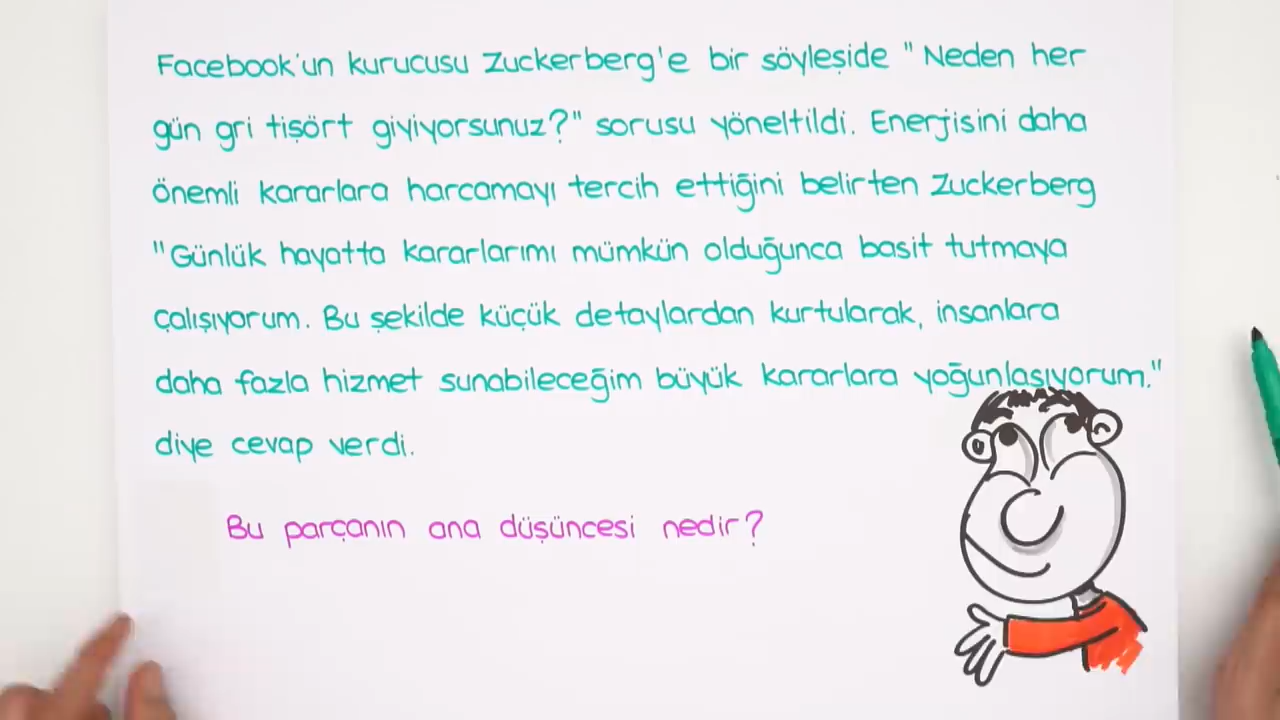 Facebook'un kurucusu Zuckerberg'e bir söyleşide "Neden her
gün gri tişört giyiyorsunuz?" sorusu yöneltildi. Enerjisini daha
önemli kararlara harcamayı tercih ettiğini belirten Zuckerberg
"Günlük hayatta kararlarımı mümkün olduğunca basit tutmaya
çalışıyorum. Bu şekilde küçük detaylardan kurtularak, insanlara
daha fazla hizmet sunabileceğim büyük kararlara yoğunlaşıyorum."
diye cevap verdi.
Bu parçanın ana düşüncesi nedir?